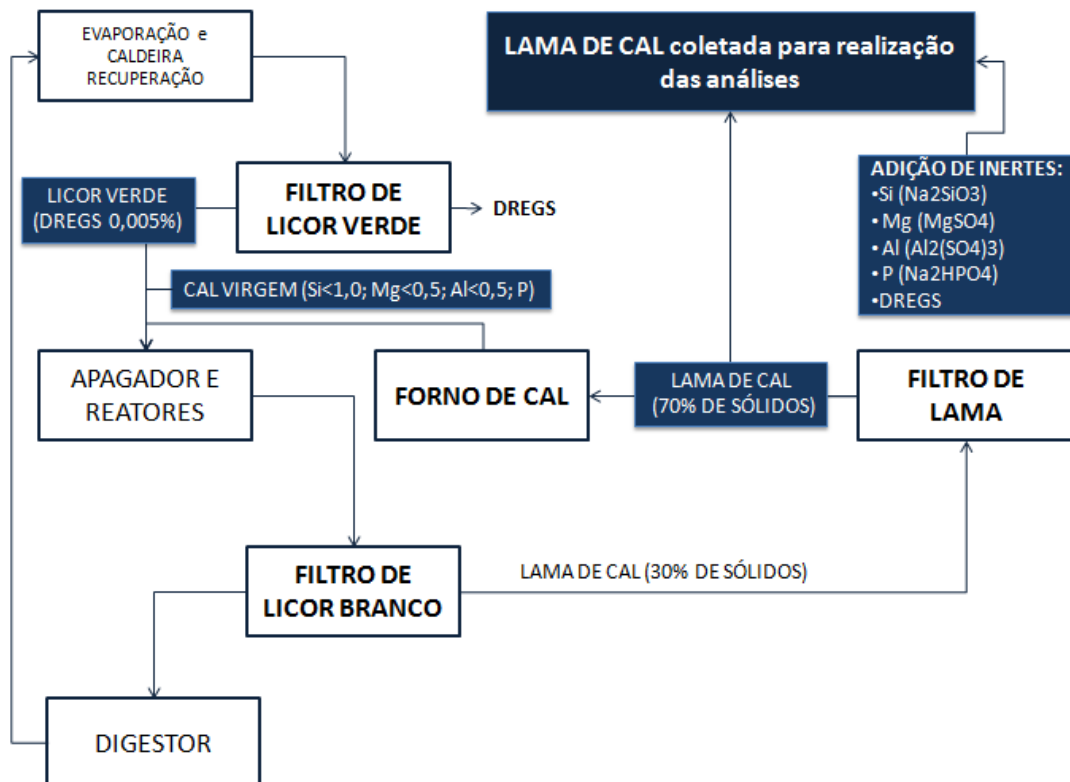 EVAPORAÇÃO e
CALDEIRA
RECUPERAÇÃO
LAMA DE CAL coletada para realização
das análises
LICOR VERDE
(DREGS 0,005%)
FILTRO DE
LICOR VERDE
DREGS
ADIÇÃO DE INERTES:
•Si (Na2SiO3)
•Mg (MgSO4)
•Al (Al2(SO4)3)
•P (Na2HPO4)
•DREGS
CAL VIRGEM (Si<1,0; Mg<0,5; Al<0,5; P)
APAGADOR E
REATORES
FORNO DE CAL
LAMA DE CAL
(70% DE SÓLIDOS)
FILTRO DE
LAMA
FILTRO DE
LICOR BRANCO
LAMA DE CAL (30% DE SÓLIDOS)
DIGESTOR